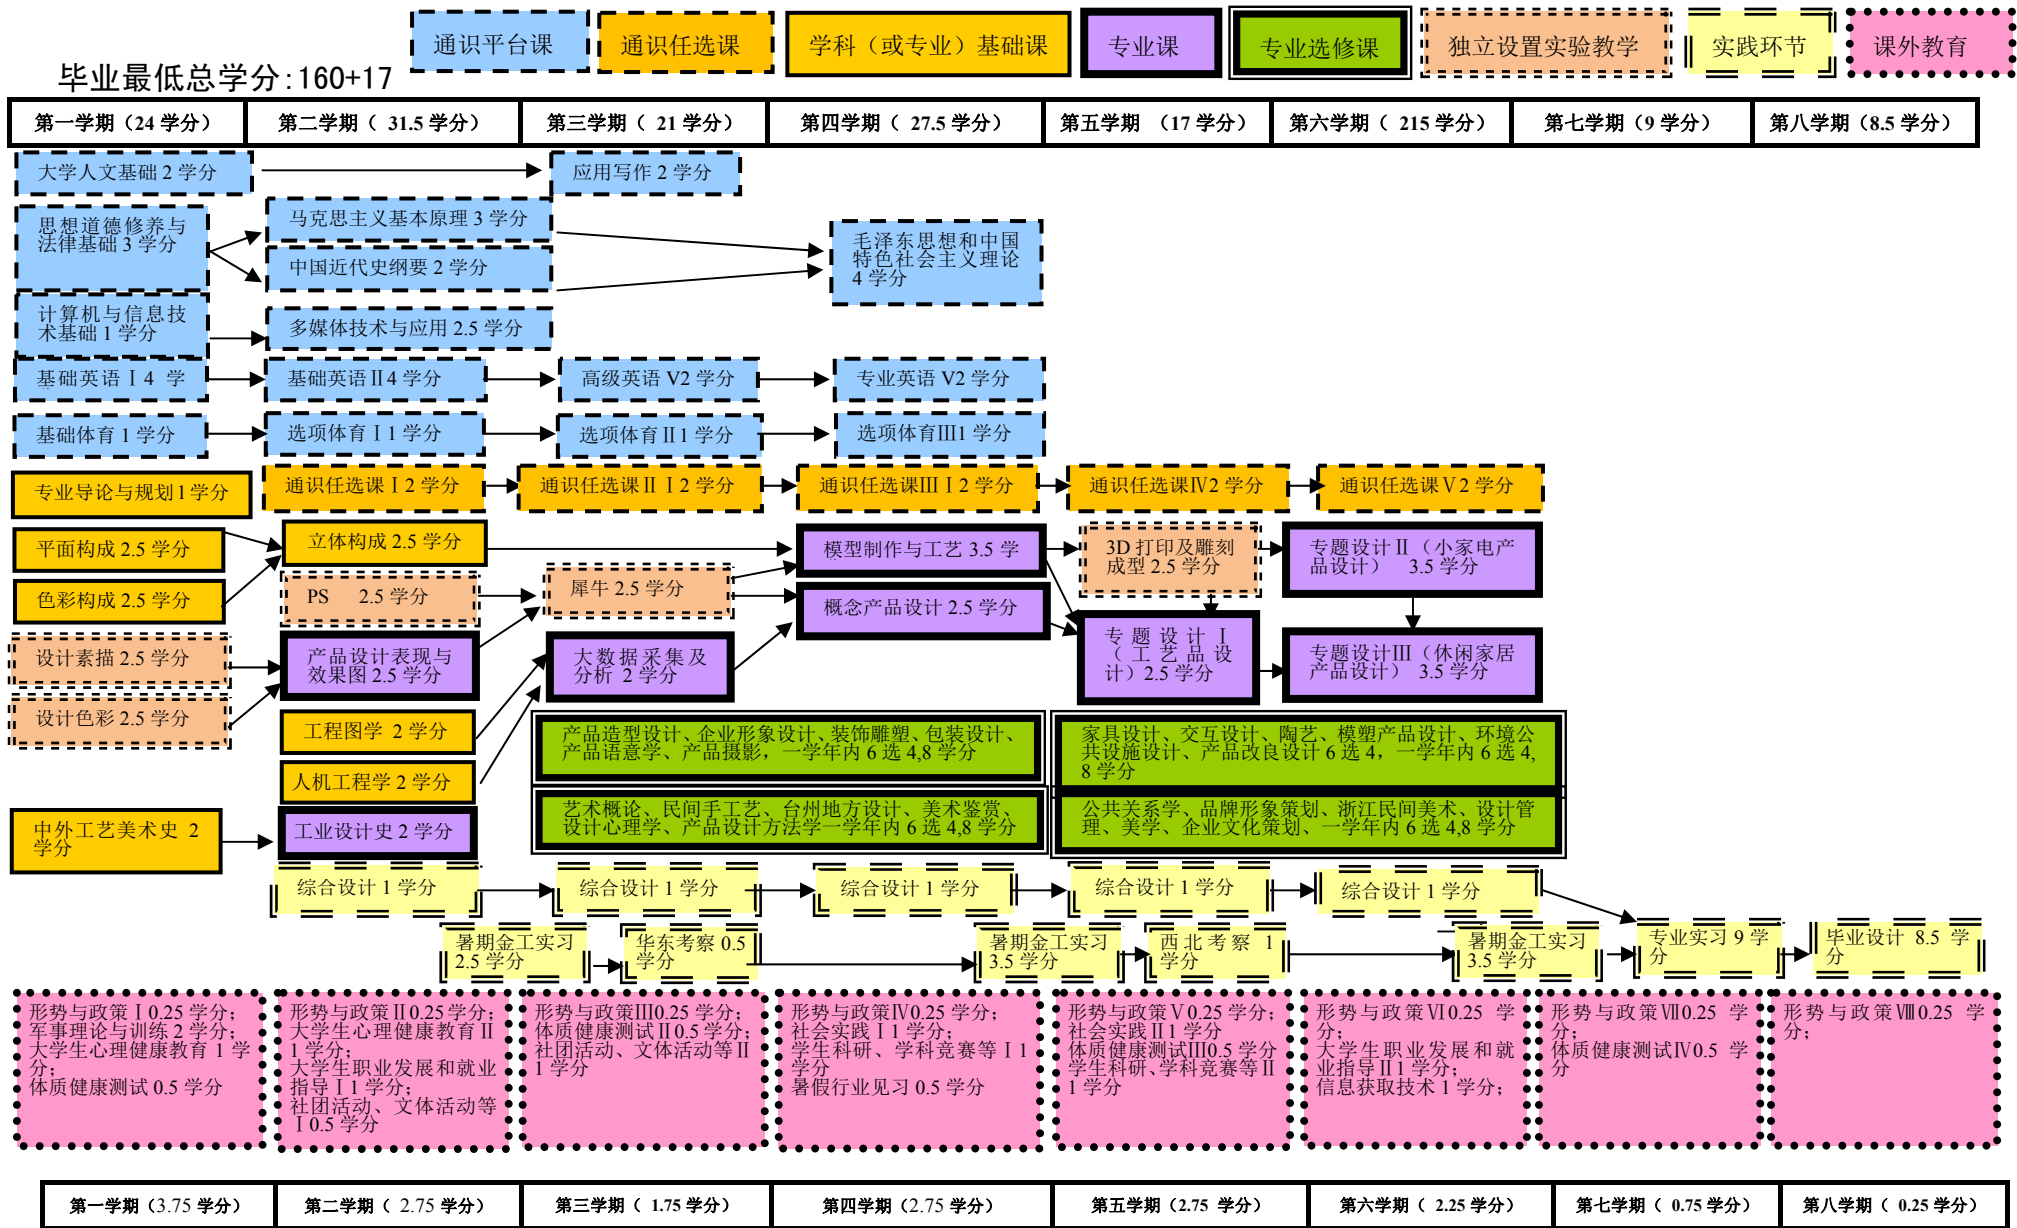 通识平台课
通识任选课
学科（或专业）基础课
专业课
专业选修课
独立设置实验教学
实践环节
课外教育
毕业最低总学分:160+17
第一学期（24 学分）
第二学期（ 31.5 学分）
第三学期（ 21 学分）
第四学期（ 27.5 学分）
第五学期 （17 学分）
第六学期（ 215 学分）
第七学期（9 学分）
第八学期（8.5 学分）
大学人文基础 2 学分
应用写作 2 学分
思想道德修养与
法律基础 3 学分
马克思主义基本原理 3 学分
中国近代史纲要 2 学分
毛泽东思想和中国
特色社会主义理论
4 学分
计算机与信息技
术基础 1 学分
多媒体技术与应用 2.5 学分
基础英语Ⅰ4 学
基础英语Ⅱ4 学分
高级英语 V2 学分
专业英语 V2 学分
基础体育 1 学分
选项体育Ⅰ1 学分
选项体育Ⅱ1 学分
选项体育Ⅲ1 学分
专业导论与规划1 学分
通识任选课Ⅰ2 学分
通识任选课ⅡⅠ2 学分
通识任选课ⅢⅠ2 学分
通识任选课Ⅳ2 学分
通识任选课Ⅴ2 学分
平面构成 2.5 学分
立体构成 2.5 学分
模型制作与工艺 3.5 学
3D 打印及雕刻
成型 2.5 学分
专题设计Ⅱ（小家电产
品设计） 3.5 学分
色彩构成 2.5 学分
PS 2.5 学分
犀牛 2.5 学分
概念产品设计 2.5 学分
设计素描 2.5 学分
产品设计表现与
效果图 2.5 学分
大数据采集及
分析 2 学分
专题设计Ⅰ
（工艺品设
计）2.5 学分
专题设计Ⅲ（休闲家居
产品设计） 3.5 学分
设计色彩 2.5 学分
工程图学 2 学分
人机工程学 2 学分
产品造型设计、企业形象设计、装饰雕塑、包装设计、
产品语意学、产品摄影，一学年内 6 选 4,8 学分
家具设计、交互设计、陶艺、模塑产品设计、环境公
共设施设计、产品改良设计 6 选 4，一学年内 6 选 4,
8 学分
中外工艺美术史 2
学分
工业设计史 2 学分
艺术概论、民间手工艺、台州地方设计、美术鉴赏、
设计心理学、产品设计方法学一学年内 6 选 4,8 学分
公共关系学、品牌形象策划、浙江民间美术、设计管
理、美学、企业文化策划、一学年内 6 选 4,8 学分
综合设计 1 学分
综合设计 1 学分
综合设计 1 学分
综合设计 1 学分
综合设计 1 学分
暑期金工实习
2.5 学分
华东考察 0.5
学分
暑期金工实习
3.5 学分
西北考察 1
学分
暑期金工实习
3.5 学分
专业实习 9 学
分
毕业设计 8.5 学
分
形势与政策Ⅰ0.25 学分；
军事理论与训练 2 学分；
大学生心理健康教育 1 学
分；
体质健康测试 0.5 学分
形势与政策Ⅱ0.25 学分；
大学生心理健康教育Ⅱ
1 学分；
大学生职业发展和就业
指导Ⅰ1 学分；
社团活动、文体活动等
Ⅰ0.5 学分
形势与政策Ⅲ0.25 学分；
体质健康测试Ⅱ0.5 学分；
社团活动、文体活动等Ⅱ
1 学分
形势与政策Ⅳ0.25 学分；
社会实践Ⅰ1 学分；
学生科研、学科竞赛等Ⅰ1
学分
暑假行业见习 0.5 学分
形势与政策Ⅴ0.25 学分；
社会实践Ⅱ1 学分
体质健康测试Ⅲ0.5 学分
学生科研、学科竞赛等Ⅱ
1 学分
形势与政策Ⅵ0.25 学
分；
大学生职业发展和就
业指导Ⅱ1 学分；
信息获取技术 1 学分；
形势与政策Ⅶ0.25 学
分；
体质健康测试Ⅳ0.5 学
分
形势与政策Ⅷ0.25 学
分；
第一学期（3.75 学分）
第二学期（ 2.75 学分）
第三学期（ 1.75 学分）
第四学期（2.75 学分）
第五学期（2.75 学分）
第六学期（ 2.25 学分）
第七学期（ 0.75 学分）
第八学期（ 0.25 学分）